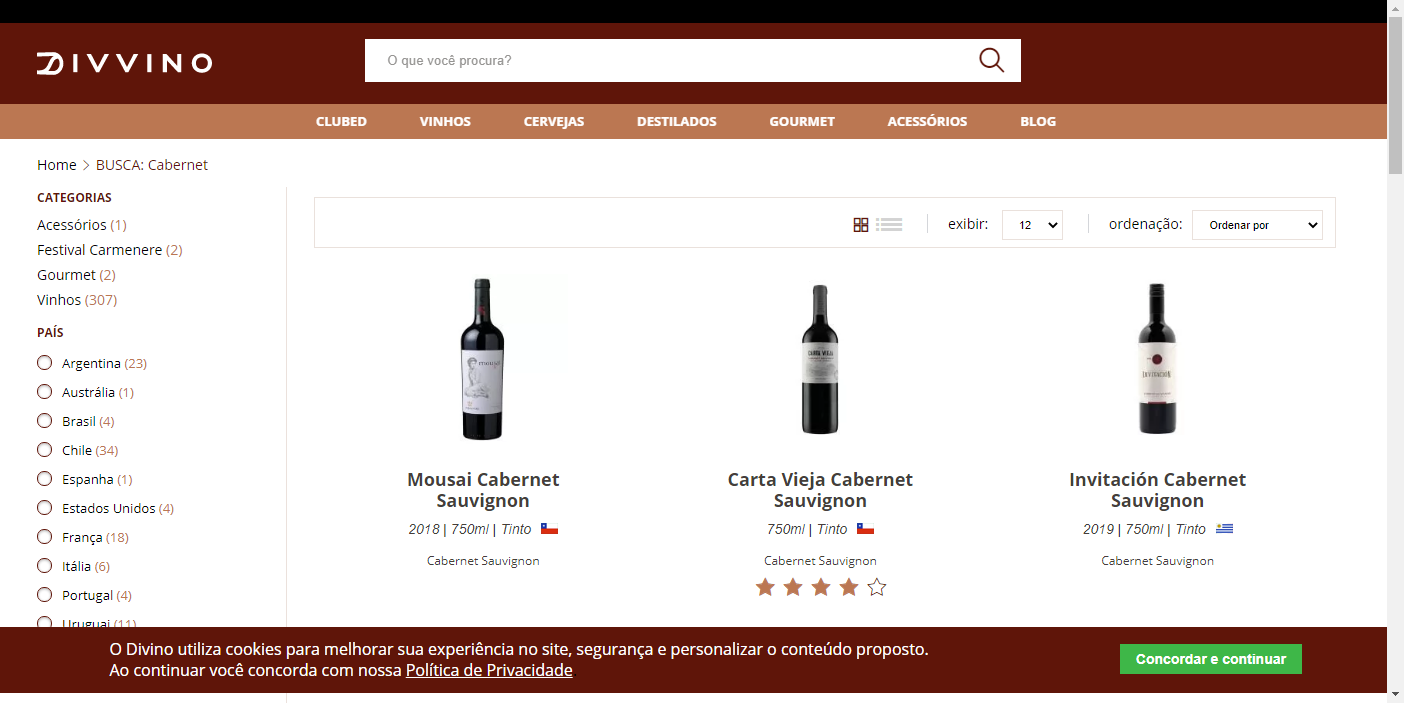 DIVVINO
O que você procura?
CLUBED VINHOS CERVEJAS DESTILADOS GOURMET ACESSÓRIOS BLOG
Home > BUSCA: Cabernet
CATEGORIAS
Acessórios (1)
Festival Carmenere (2)
Gourmet (2)
Vinhos (307)
PAÍS
Argentina (23)
Austrália (1)
Brasil (4)
Chile (34)
Espanha (1)
Estados Unidos (4)
França (18)
Itália (6)
Portugal (4)
Uruguai (11)
exibir: 12 ordenação: Ordenar por
mousai
CARTA VIEJA
INVITACIÓN
Mousai Cabernet
Sauvignon
2018 | 750ml | Tinto
Cabernet Sauvignon
Carta Vieja Cabernet
Sauvignon
750ml | Tinto
Cabernet Sauvignon
Invitación Cabernet
Sauvignon
2019 | 750ml | Tinto
Cabernet Sauvignon
O Divino utiliza cookies para melhorar sua experiência no site, segurança e personalizar o conteúdo proposto.
Ao continuar você concorda com nossa Política de Privacidade
Concordar e continuar